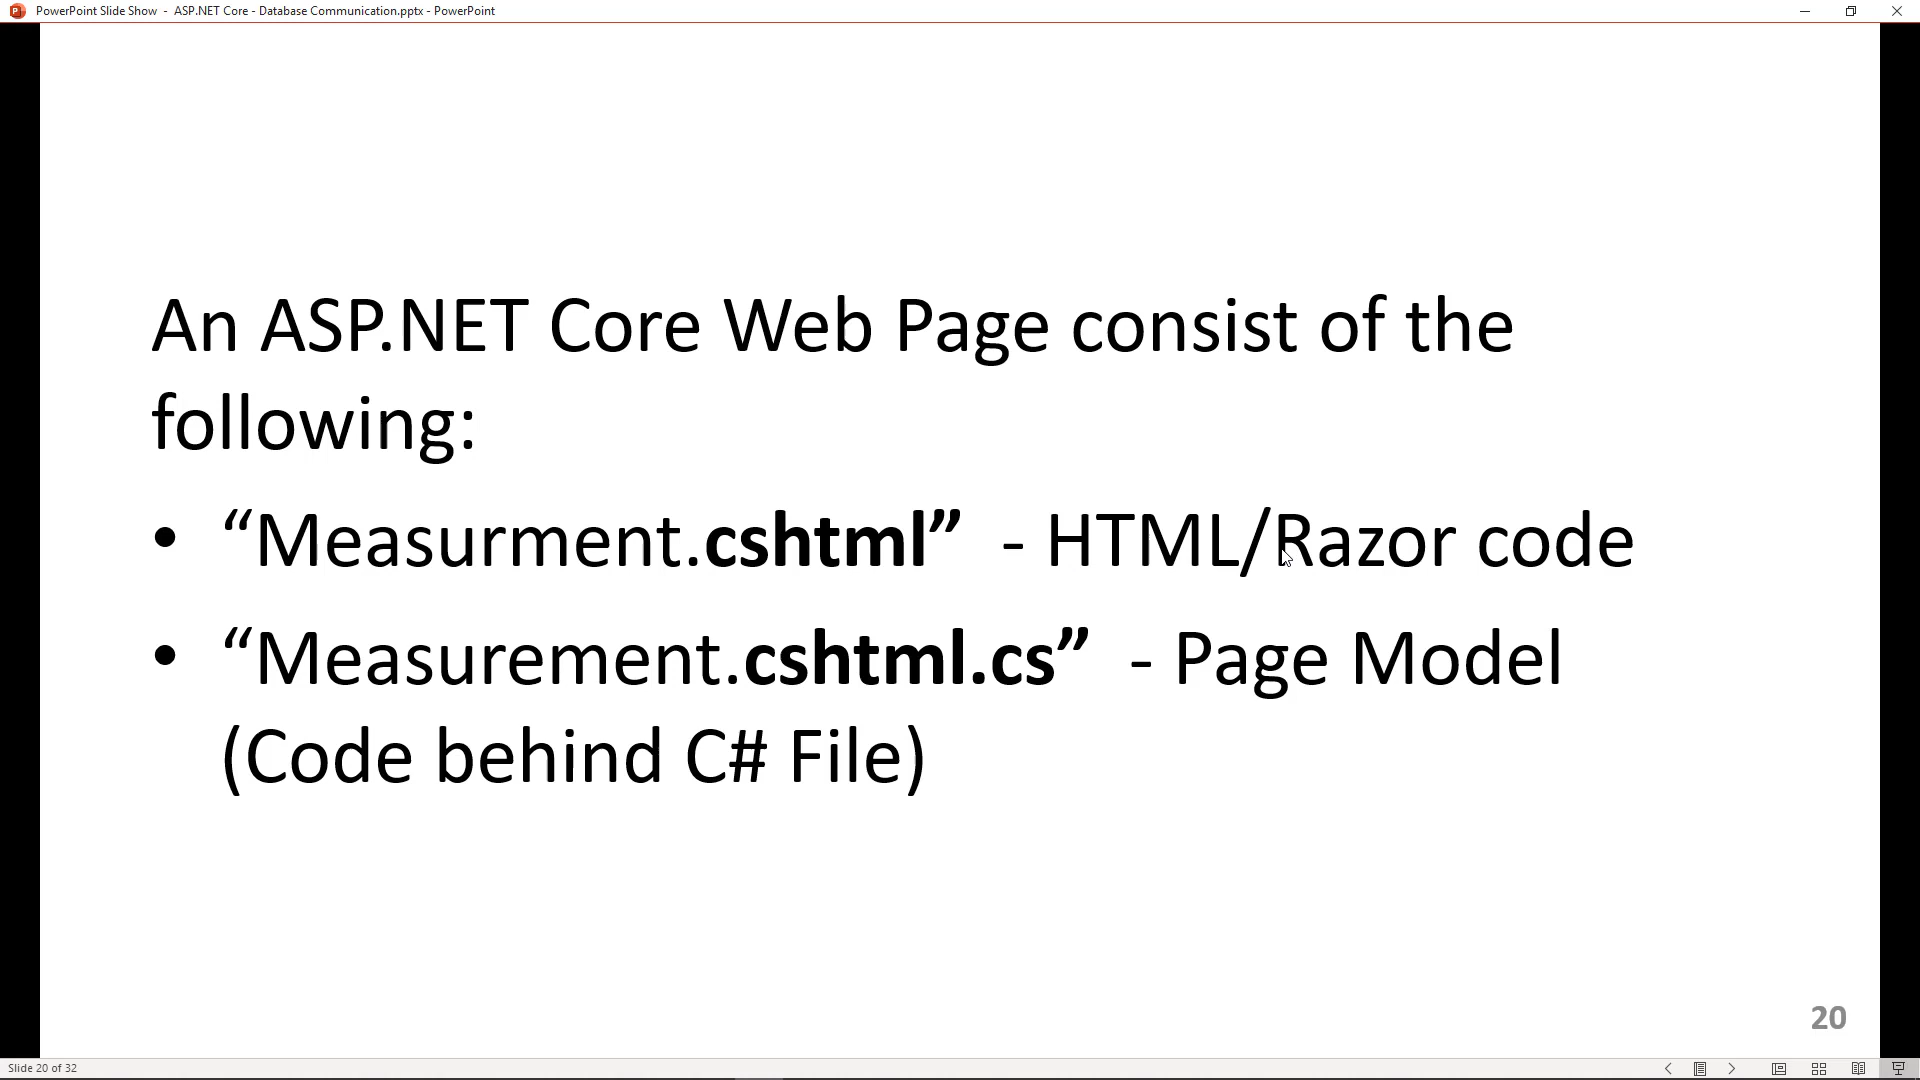 PowerPoint Slide Show - ASP.NET Core - Database Communication.pptx - PowerPoint
An ASP.NET Core Web Page consist of the
following:
• “Measurment.cshtml” - HTML/Razor code
• “Measurement.cshtml.cs” - Page Model
(Code behind C# File)
20
Slide 20 of 32